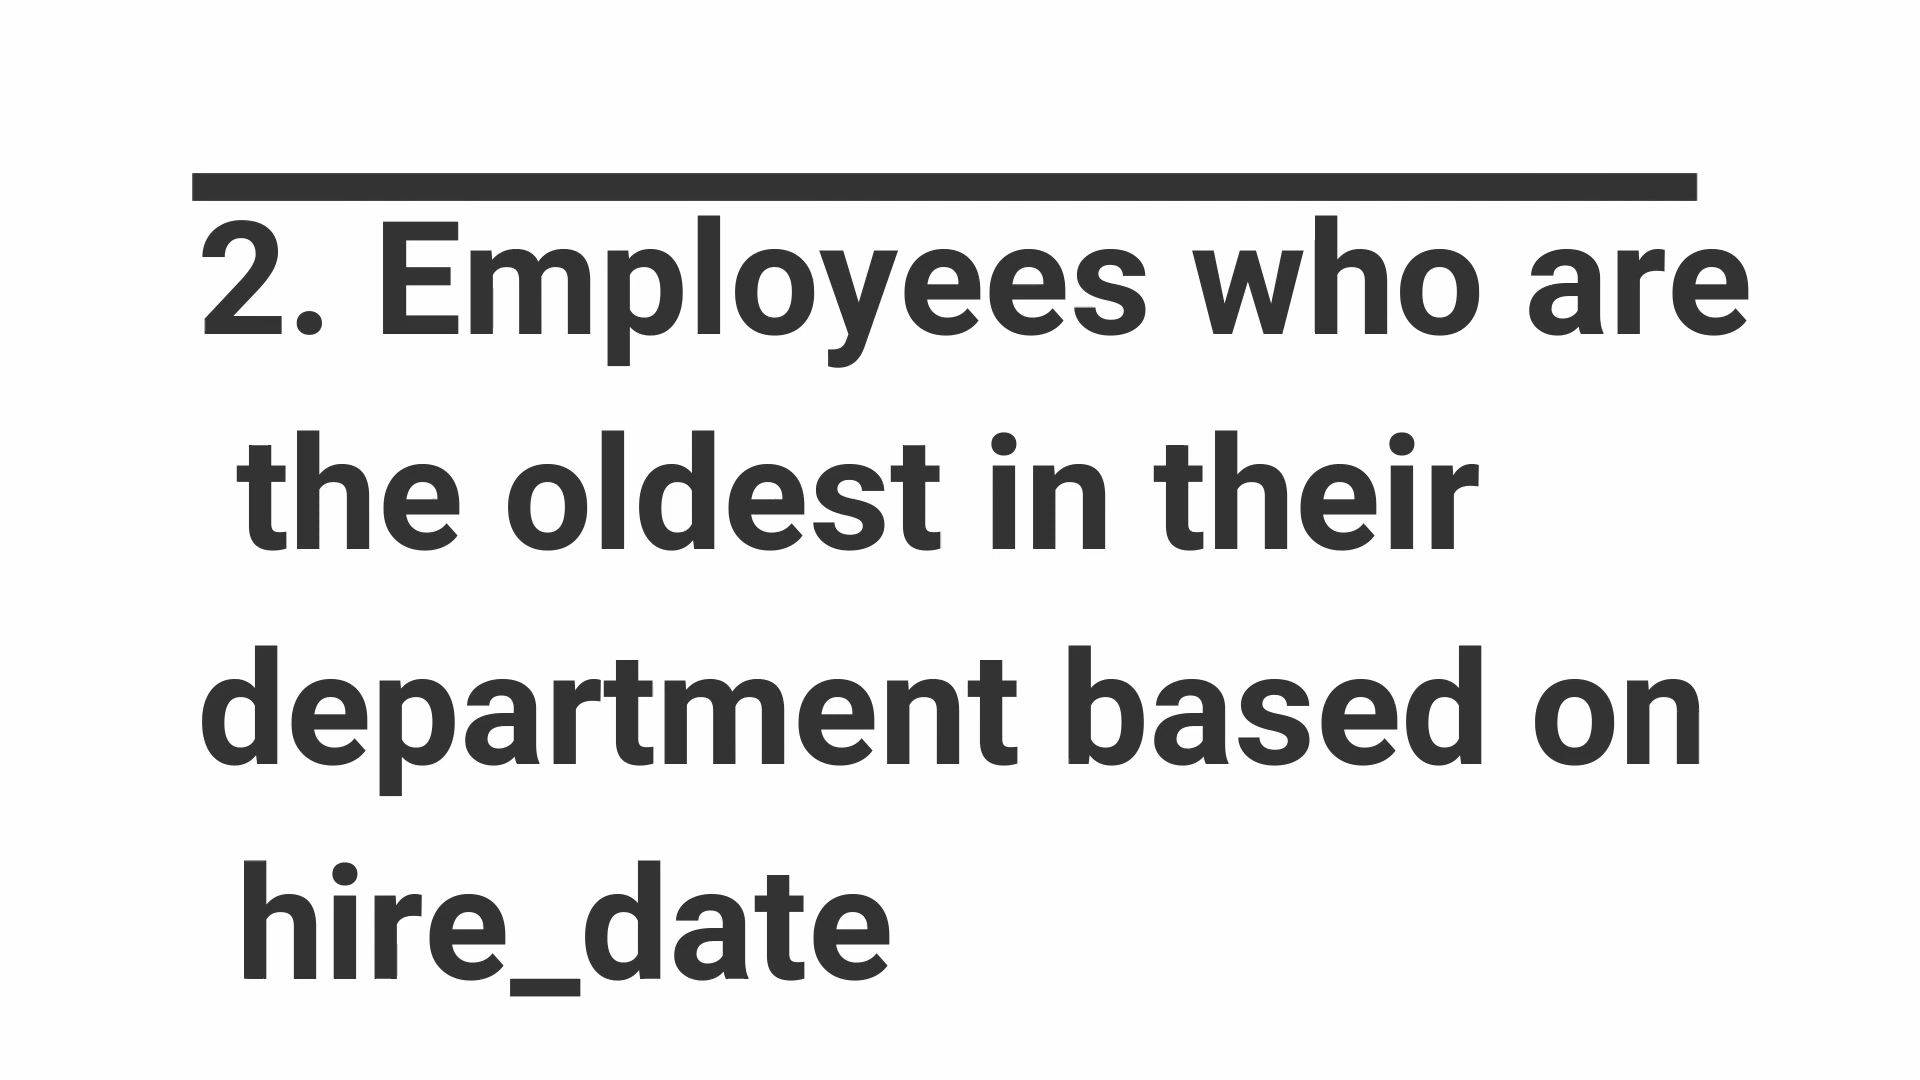 2. Employees who are
the oldest in their
department based on
hire_date